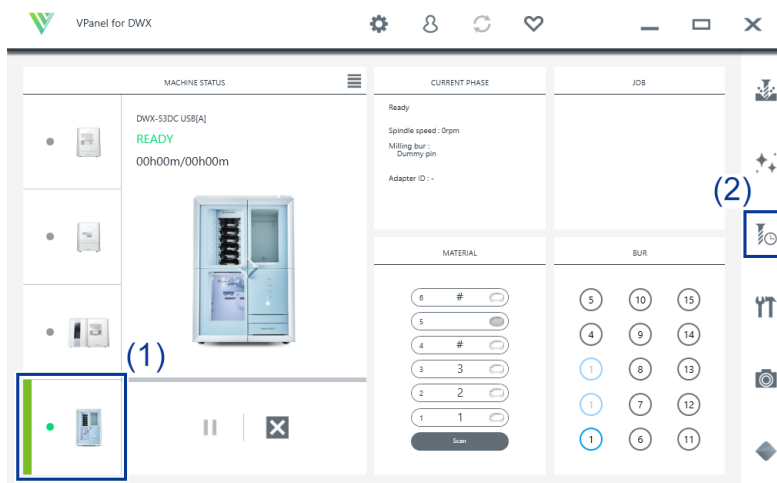 VPanel for DWX
MACHINE STATUS
DWX-53DC USB[A]
READY
00h00m/00h00m
(1)
CURRENT PHASE
Ready
Spindle speed : 0rpm
Milling bur :
Dummy pin
Adapter ID : -
JOB
(2)
MATERIAL
6 #
5
4 #
3 3
2 2
1 1
Scan
BUR
5 10 15
4 9 14
1 8 13
1 7 12
1 6 11